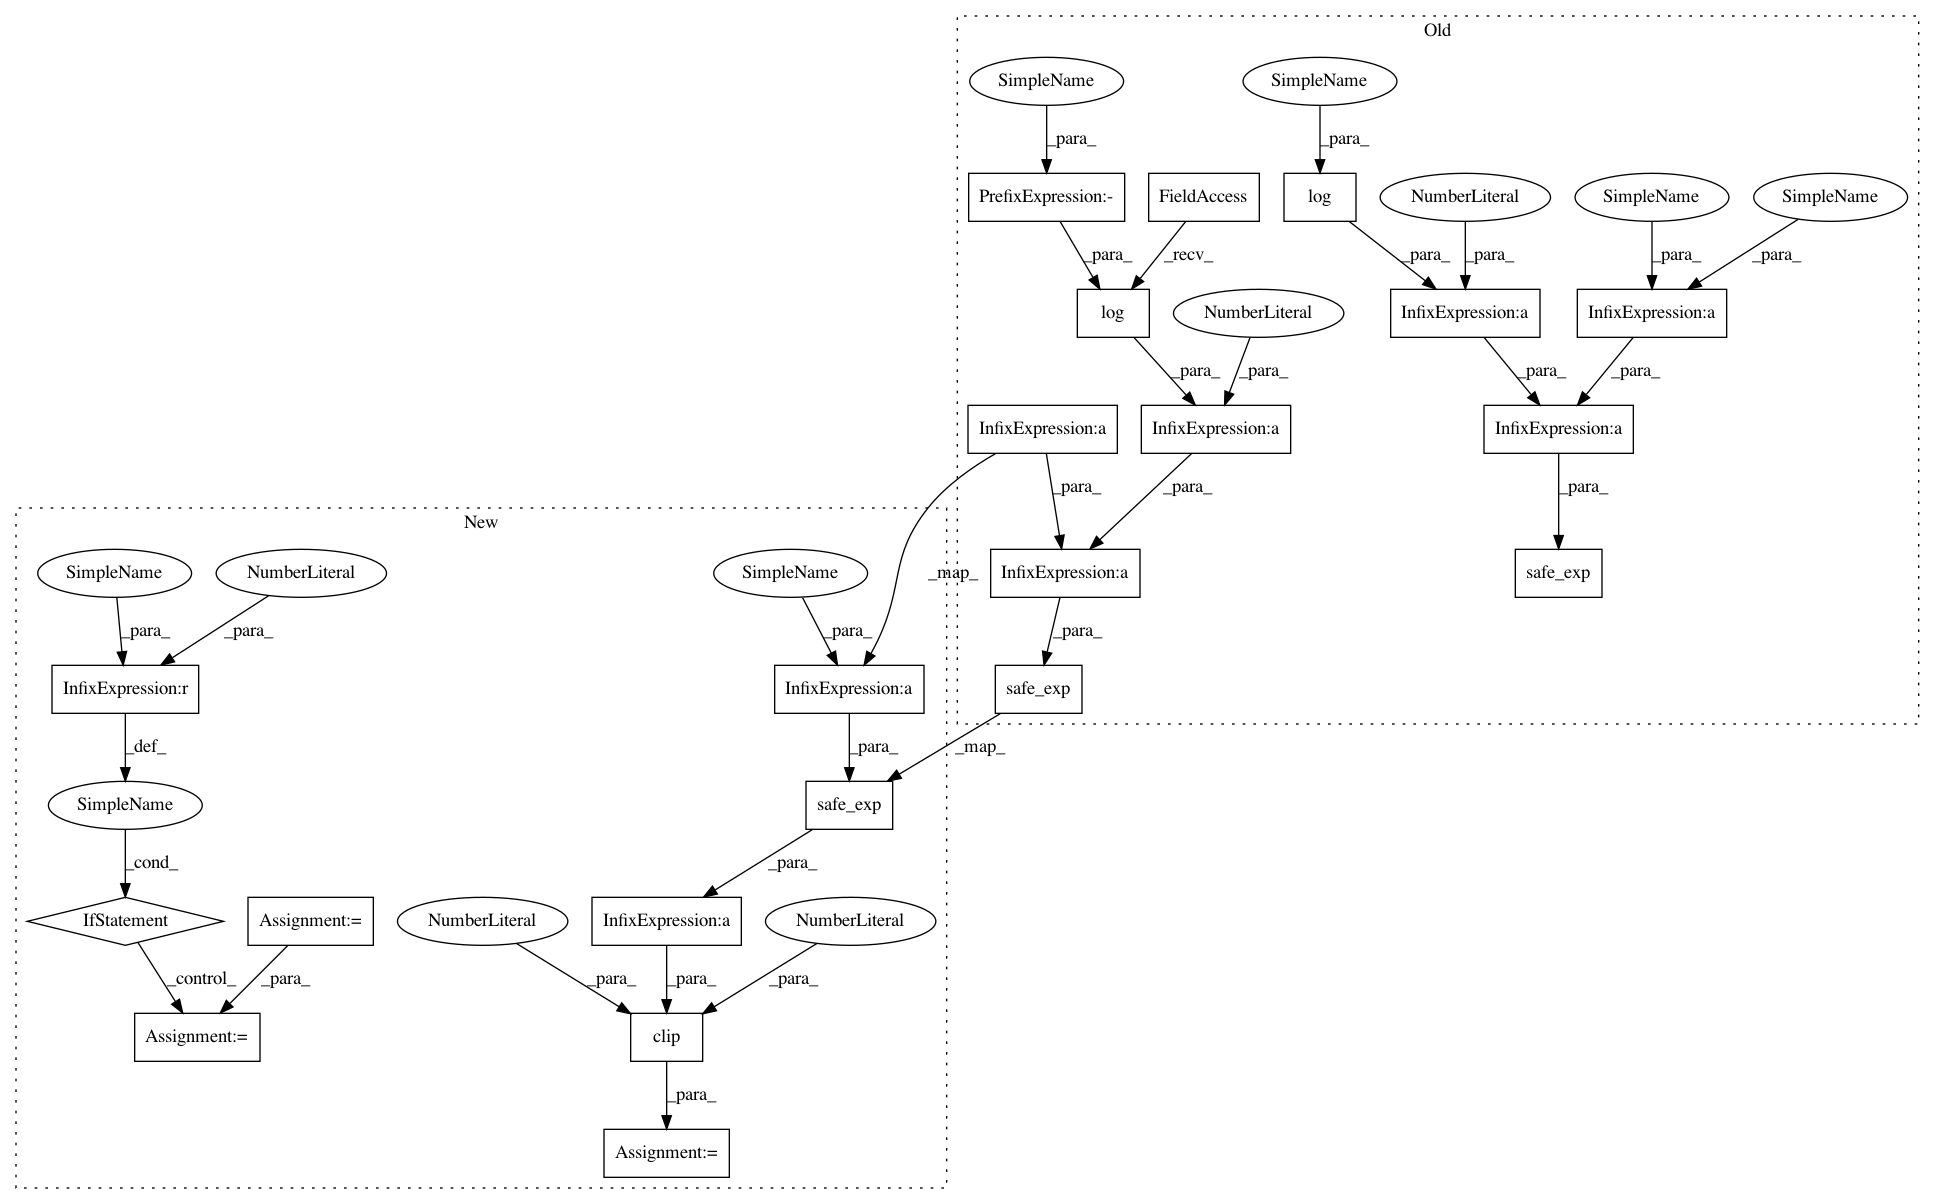 Old
SimpleName
SimpleName
_para_
_para_
PrefixExpression:-
FieldAccess
log
NumberLiteral
SimpleName
SimpleName
_para_
_recv_
_para_
_para_
_para_
_para_
log
NumberLiteral
InfixExpression:a
InfixExpression:a
_para_
_para_
_para_
_para_
InfixExpression:a
InfixExpression:a
InfixExpression:a
_para_
_para_
_para_
New
SimpleName
NumberLiteral
SimpleName
_map_
InfixExpression:a
safe_exp
_para_
_para_
_para_
_para_
InfixExpression:r
InfixExpression:a
safe_exp
_def_
_para_
_map_
SimpleName
safe_exp
_cond_
_para_
IfStatement
Assignment:=
NumberLiteral
InfixExpression:a
NumberLiteral
_control_
_para_
_para_
_para_
_para_
Assignment:=
clip
_para_
Assignment:=